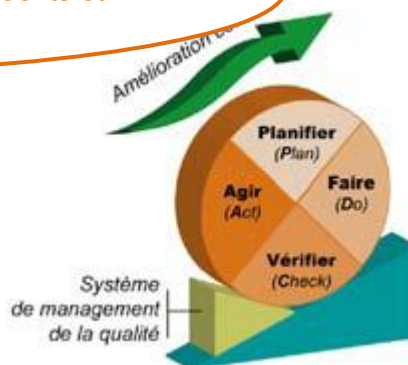 Amélioration
Planifier
(Plan)
Agir
(Act)
Faire
(Do)
Vérifier
(Check)
Système
de management
de la qualité